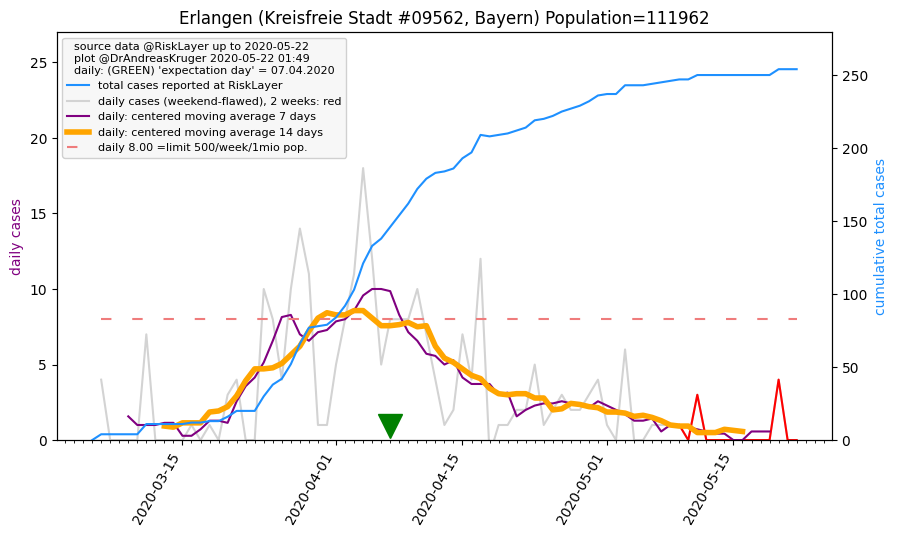 Erlangen (Kreisfreie Stadt #09562, Bayern) Population=111962
source data @RiskLayer up to 2020-05-22
plot @DrAndreasKruger 2020-05-22 01:49
daily: (GREEN) 'expectation day' = 07.04.2020
total cases reported at RiskLayer
daily cases (weekend-flawed), 2 weeks: red
daily: centered moving average 7 days
daily: centered moving average 14 days
daily 8.00 =limit 500/week/1mio pop.
daily cases
25
20
15
10
5
0
250
200
150
100
50
0
cumulative total cases
2020-03-15
2020-04-01
2020-04-15
2020-05-01
2020-05-15